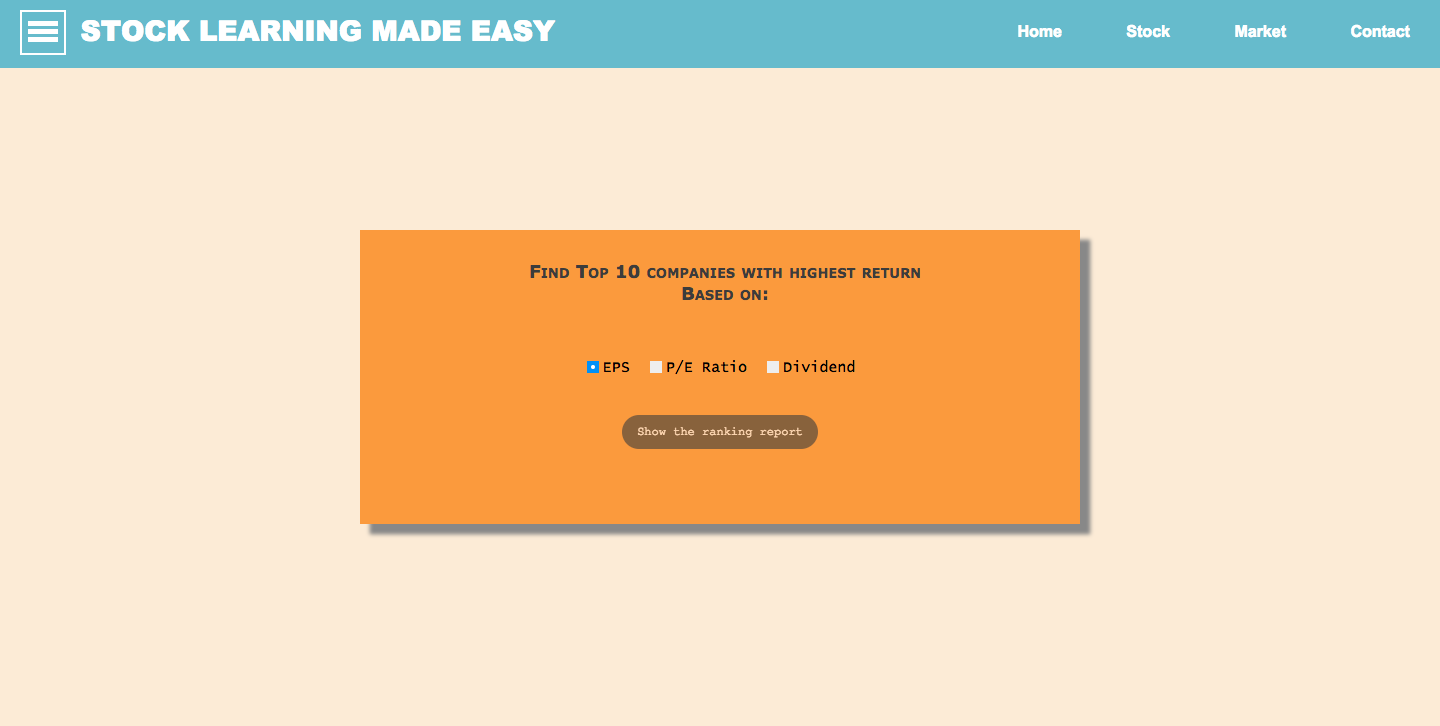 STOCK LEARNING MADE EASY
Home Stock Market Contact
Find Top 10 companies with highest return
Based on:
EPS P/E Ratio Dividend
Show the ranking report